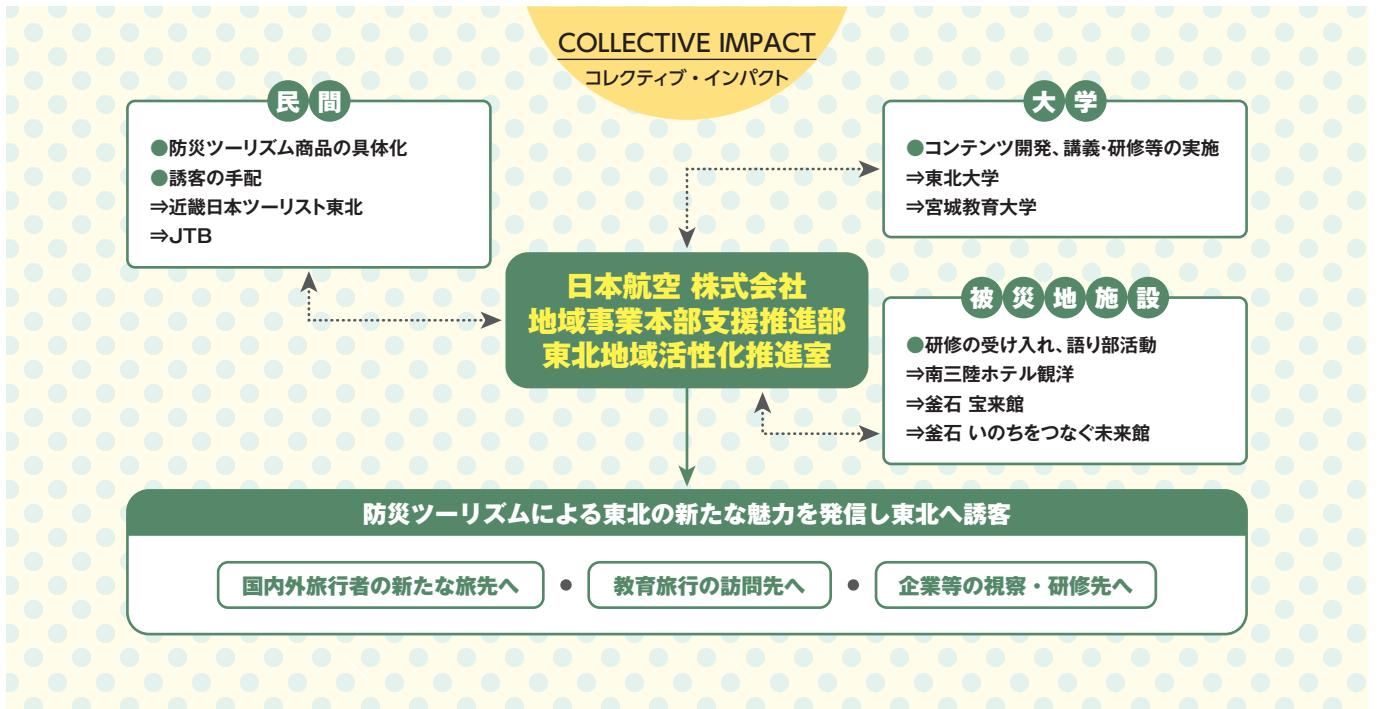 COLLECTIVE IMPACT
コレクティブ・インパクト
民間
●防災ツーリズム商品の具体化
●誘客の手配
⇒近畿日本ツーリスト東北
⇒JTB
大学
●コンテンツ開発、講義・研修等の実施
⇒東北大学
⇒宮城教育大学
日本航空 株式会社
地域事業本部支援推進部
東北地域活性化推進室
被災地施設
●研修の受け入れ、語り部活動
⇒南三陸ホテル観洋
⇒釜石 宝来館
⇒釜石 いのちをつなぐ未来館
防災ツーリズムによる東北の新たな魅力を発信し東北へ誘客
国内外旅行者の新たな旅先へ ● 教育旅行の訪問先へ ● 企業等の視察・研修先へ